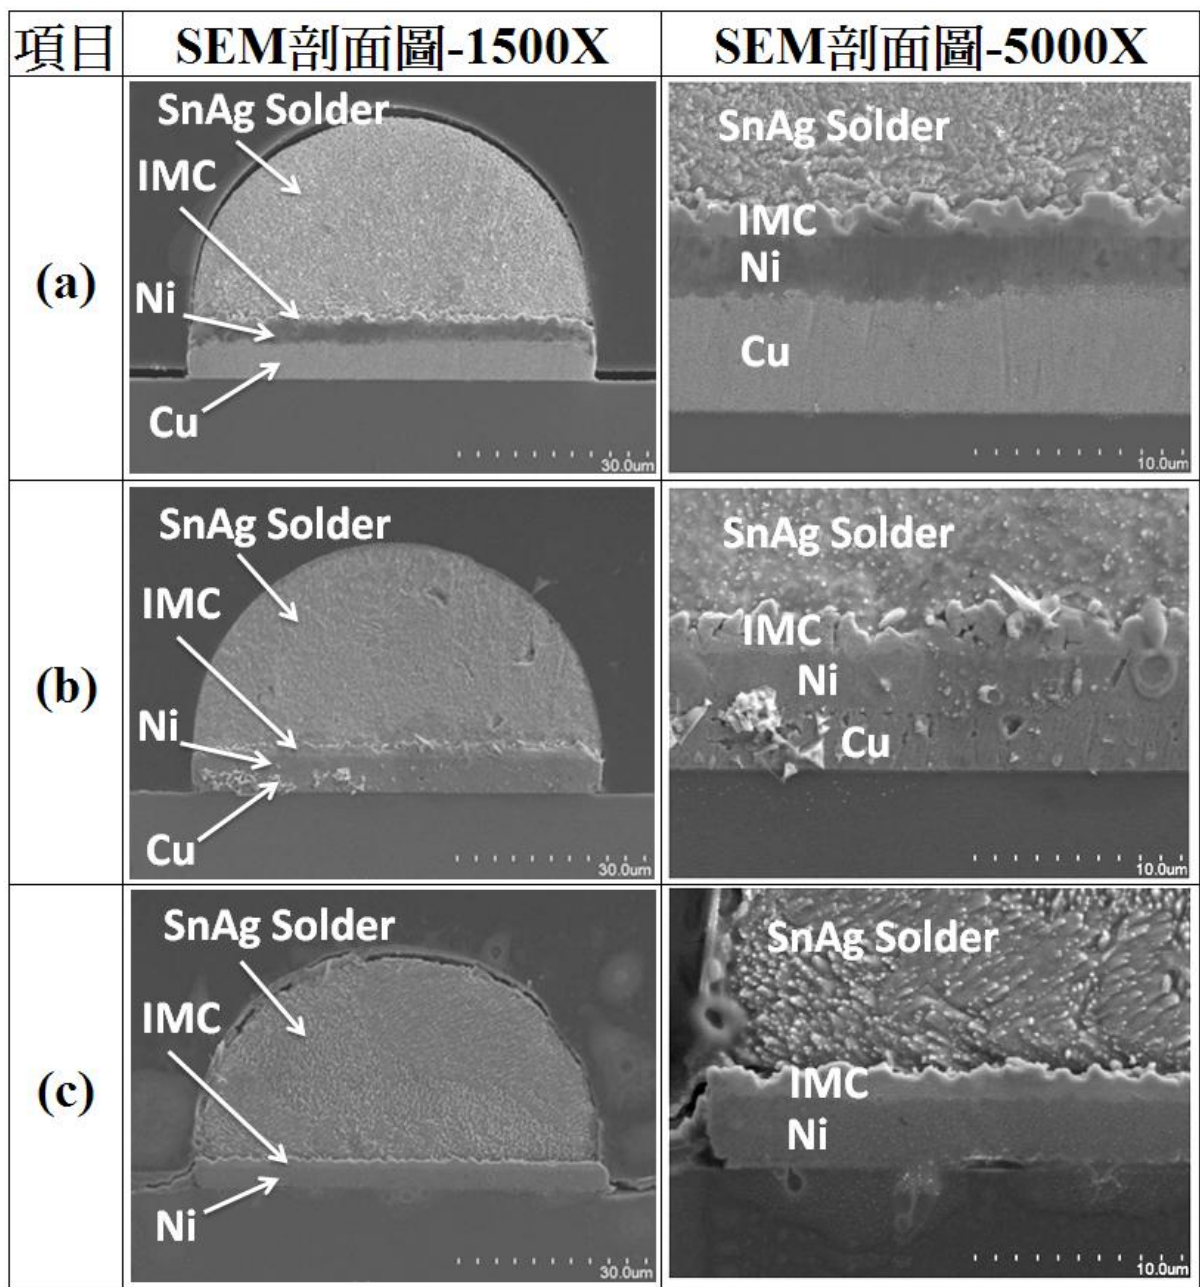 項目
SEM剖面圖-1500X
SEM剖面圖-5000X
(a)
SnAg Solder
IMC
Ni
Cu
30.0um
SnAg Solder
IMC
Ni
Cu
10.0um
(b)
SnAg Solder
IMC
Ni
Cu
30.0um
SnAg Solder
IMC
Ni
Cu
10.0um
(c)
SnAg Solder
IMC
Ni
30.0um
SnAg Solder
IMC
Ni
10.0um